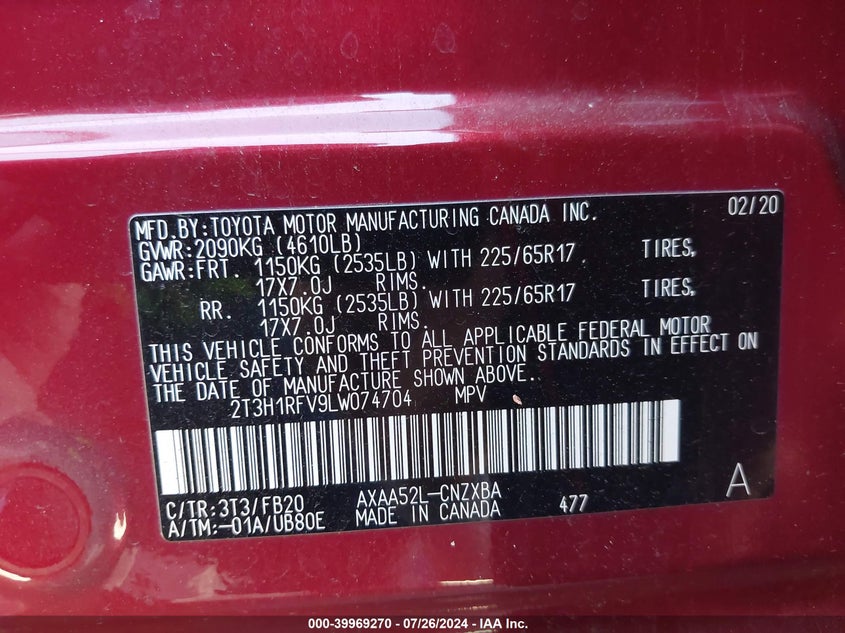 MFD.BY:TOYOTA MOTOR MANUFACTURING CANADA INC. 02/20
GVWR:2090KG (4610LB)
GAWR:FRT. 1150KG (2535LB) WITH 225/65R17 TIRES,
17X7.0J RIMS.
RR. 1150KG (2535LB) WITH 225/65R17 TIRES,
17X7.0J RIMS.
THIS VEHICLE CONFORMS TO ALL APPLICABLE FEDERAL MOTOR
VEHICLE SAFETY AND THEFT PREVENTION STANDARDS IN EFFECT ON
THE DATE OF MANUFACTURE SHOWN ABOVE.
2T3H1RFV9LW074704 MPV
C/TR:3T3/FB20 AXAA52L-CNZXBA A
A/TM:-01A/UB80E MADE IN CANADA 477
000-39969270 - 07/26/2024 - IAA Inc.